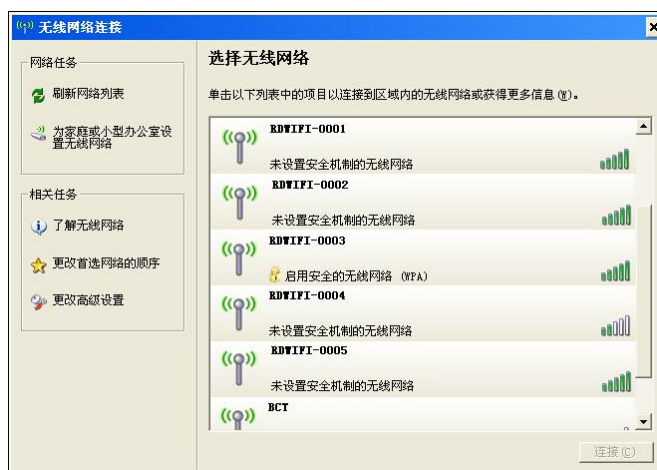 无线网络连接
网络任务
刷新网络列表
为家庭或小型办公室设
置无线网络
相关任务
了解无线网络
更改首选网络的顺序
更改高级设置
选择无线网络
单击以下列表中的项目以连接到区域内的无线网络或获得更多信息(W)。
RDWIFI-0001
未设置安全机制的无线网络
RDWIFI-0002
未设置安全机制的无线网络
RDWIFI-0003
启用安全的无线网络 (WPA)
RDWIFI-0004
未设置安全机制的无线网络
RDWIFI-0005
未设置安全机制的无线网络
BCT
连接(C)